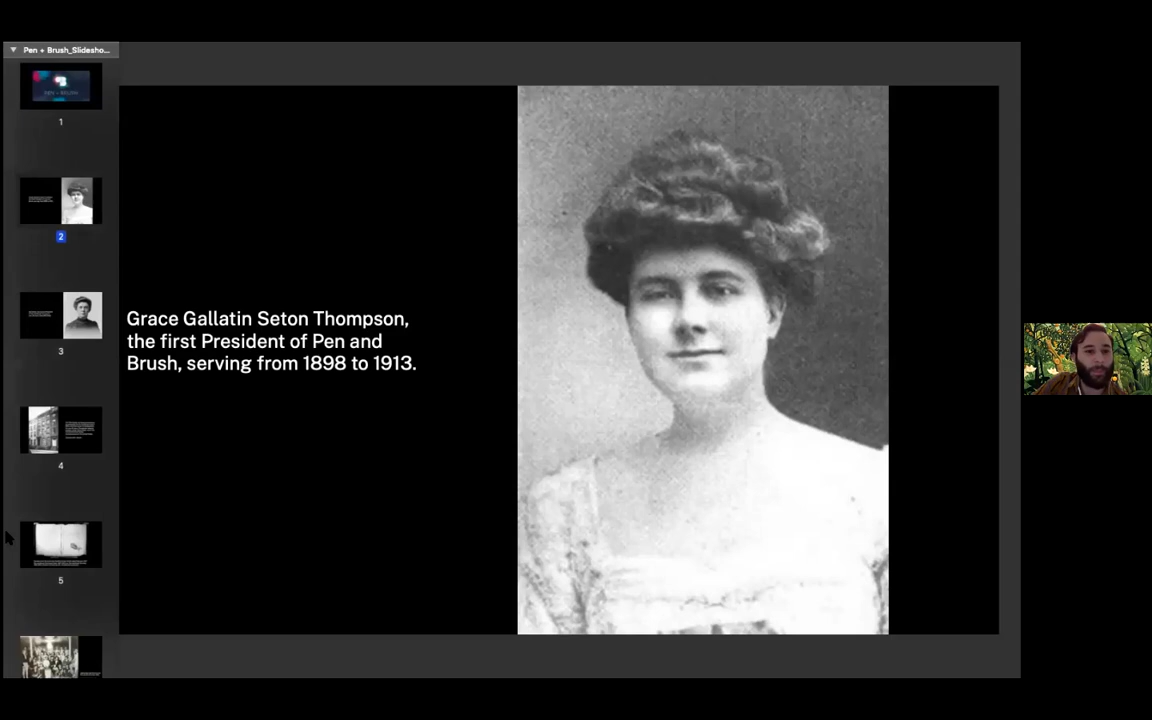 Pen + Brush_Slidesho...
1
2
3
4
5
Grace Gallatin Seton Thompson,
the first President of Pen and
Brush, serving from 1898 to 1913.